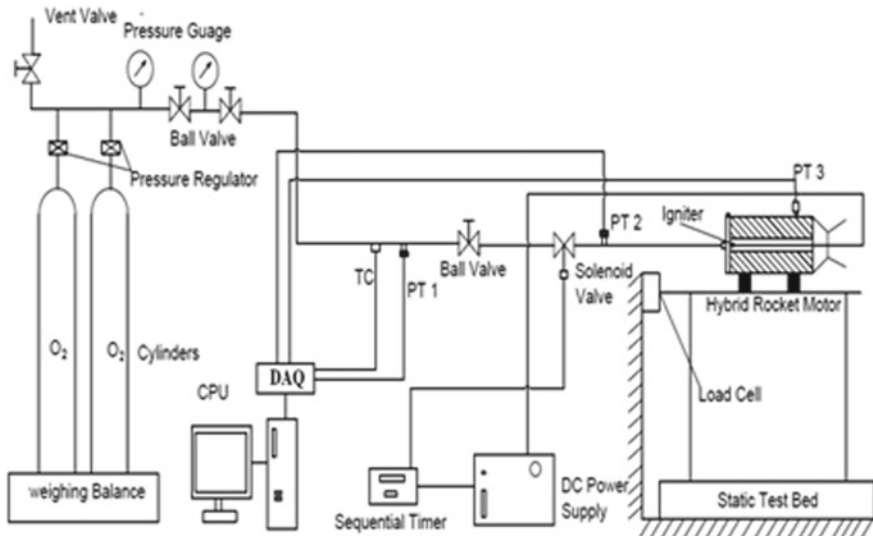 Vent Valve
Pressure Guage
Ball Valve
Pressure Regulator
PT 3
Igniter
PT 2
TC
PT 1
Ball Valve
Solenoid
Valve
Hybrid Rocket Motor
O2
O2
Cylinders
CPU
DAQ
Load Cell
weighing Balance
Sequential Timer
DC Power
Supply
Static Test Bed